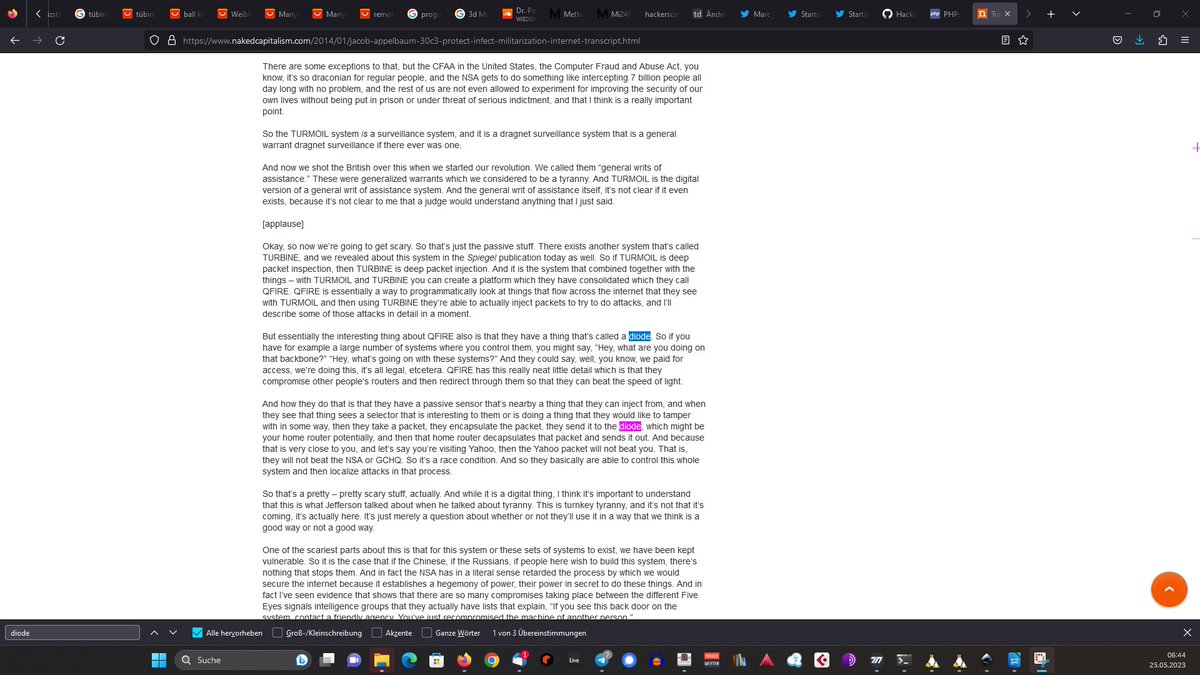 izst
tübin
tübin
ball k
Weibl
Many
Many
remot
progu
3d M
Dr. Pe
WIEDER
Meth
Mi24
hackersca
Ände
Marc
Starts
Starts
Hacke
PHP:
Tra
https://www.nakedcapitalism.com/2014/01/jacob-appelbaum-30c3-protect-infect-militarization-internet-transcript.html
There are some exceptions to that, but the CFAA in the United States, the Computer Fraud and Abuse Act, you
know, it's so draconian for regular people, and the NSA gets to do something like intercepting 7 billion people all
day long with no problem, and the rest of us are not even allowed to experiment for improving the security of our
own lives without being put in prison or under threat of serious indictment, and that I think is a really important
point.
So the TURMOIL system is a surveillance system, and it is a dragnet surveillance system that is a general
warrant dragnet surveillance if there ever was one.
And now we shot the British over this when we started our revolution. We called them “general writs of
assistance.” These were generalized warrants which we considered to be a tyranny. And TURMOIL is the digital
version of a general writ of assistance system. And the general writ of assistance itself, it's not clear if it even
exists, because it's not clear to me that a judge would understand anything that I just said.
[applause]
Okay, so now we're going to get scary. So that's just the passive stuff. There exists another system that's called
TURBINE, and we revealed about this system in the Spiegel publication today as well. So if TURMOIL is deep
packet inspection, then TURBINE is deep packet injection. And it is the system that combined together with the
things – with TURMOIL and TURBINE you can create a platform which they have consolidated which they call
QFIRE. QFIRE is essentially a way to programmatically look at things that flow across the internet that they see
with TURMOIL and then using TURBINE they're able to actually inject packets to try to do attacks, and I'll
describe some of those attacks in detail in a moment.
But essentially the interesting thing about QFIRE also is that they have a thing that's called a diode. So if you
have for example a large number of systems where you control them, you might say, “Hey, what are you doing on
that backbone?” “Hey, what's going on with these systems?” And they could say, well, you know, we paid for
access, we're doing this, it's all legal, etcetera. QFIRE has this really neat little detail which is that they
compromise other people's routers and then redirect through them so that they can beat the speed of light.
And how they do that is that they have a passive sensor that's nearby a thing that they can inject from, and when
they see that thing sees a selector that is interesting to them or is doing a thing that they would like to tamper
with in some way, then they take a packet, they encapsulate the packet, they send it to the diode, which might be
your home router potentially, and then that home router decapsulates that packet and sends it out. And because
that is very close to you, and let's say you're visiting Yahoo, then the Yahoo packet will not beat you. That is,
they will not beat the NSA or GCHQ. So it's a race condition. And so they basically are able to control this whole
system and then localize attacks in that process.
So that's a pretty – pretty scary stuff, actually. And while it is a digital thing, I think it's important to understand
that this is what Jefferson talked about when he talked about tyranny. This is turnkey tyranny, and it's not that it's
coming, it's actually here. It's just merely a question about whether or not they'll use it in a way that we think is a
good way or not a good way.
One of the scariest parts about this is that for this system or these sets of systems to exist, we have been kept
vulnerable. So it is the case that if the Chinese, if the Russians, if people here wish to build this system, there's
nothing that stops them. And in fact the NSA has in a literal sense retarded the process by which we would
secure the internet because it establishes a hegemony of power, their power in secret to do these things. And in
fact I've seen evidence that shows that there are so many compromises taking place between the different Five
Eyes signals intelligence groups that they actually have lists that explain, “If you see this back door on the
system, contact a friendly agency. You've just recompromised the machine of another person.”
diode
Alle hervorheben
Groß-/Kleinschreibung
Akzente
Ganze Wörter
1 von 3 Übereinstimmungen
Suche
Live
06:44
25.05.2023